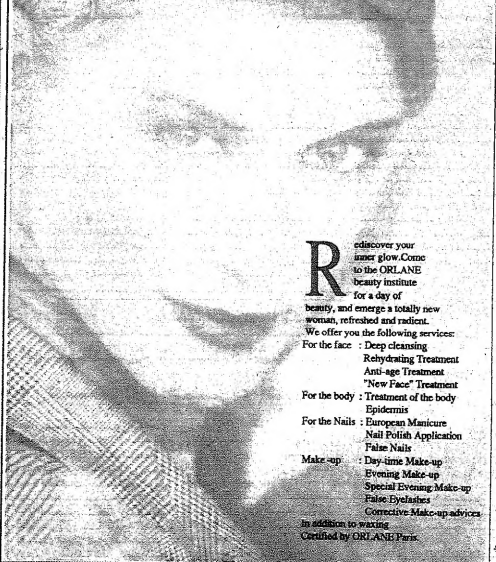 Rediscover your
inner glow.Come
to the ORLANE
beauty institute
for a day of
beauty, and emerge a totally new
woman, refreshed and radient.
We offer you the following services:
For the face : Deep cleansing
Rehydrating Treatment
Anti-age Treatment
"New Face" Treatment
For the body : Treatment of the body
Epidermis
For the Nails : European Manicure
Nail Polish Application
False Nails
Make -up : Day-time Make-up
Evening Make-up
Special Evening Make-up
False Eyelashes
Corrective Make-up advices
In addition to waxing
Certified by ORLANE Paris.